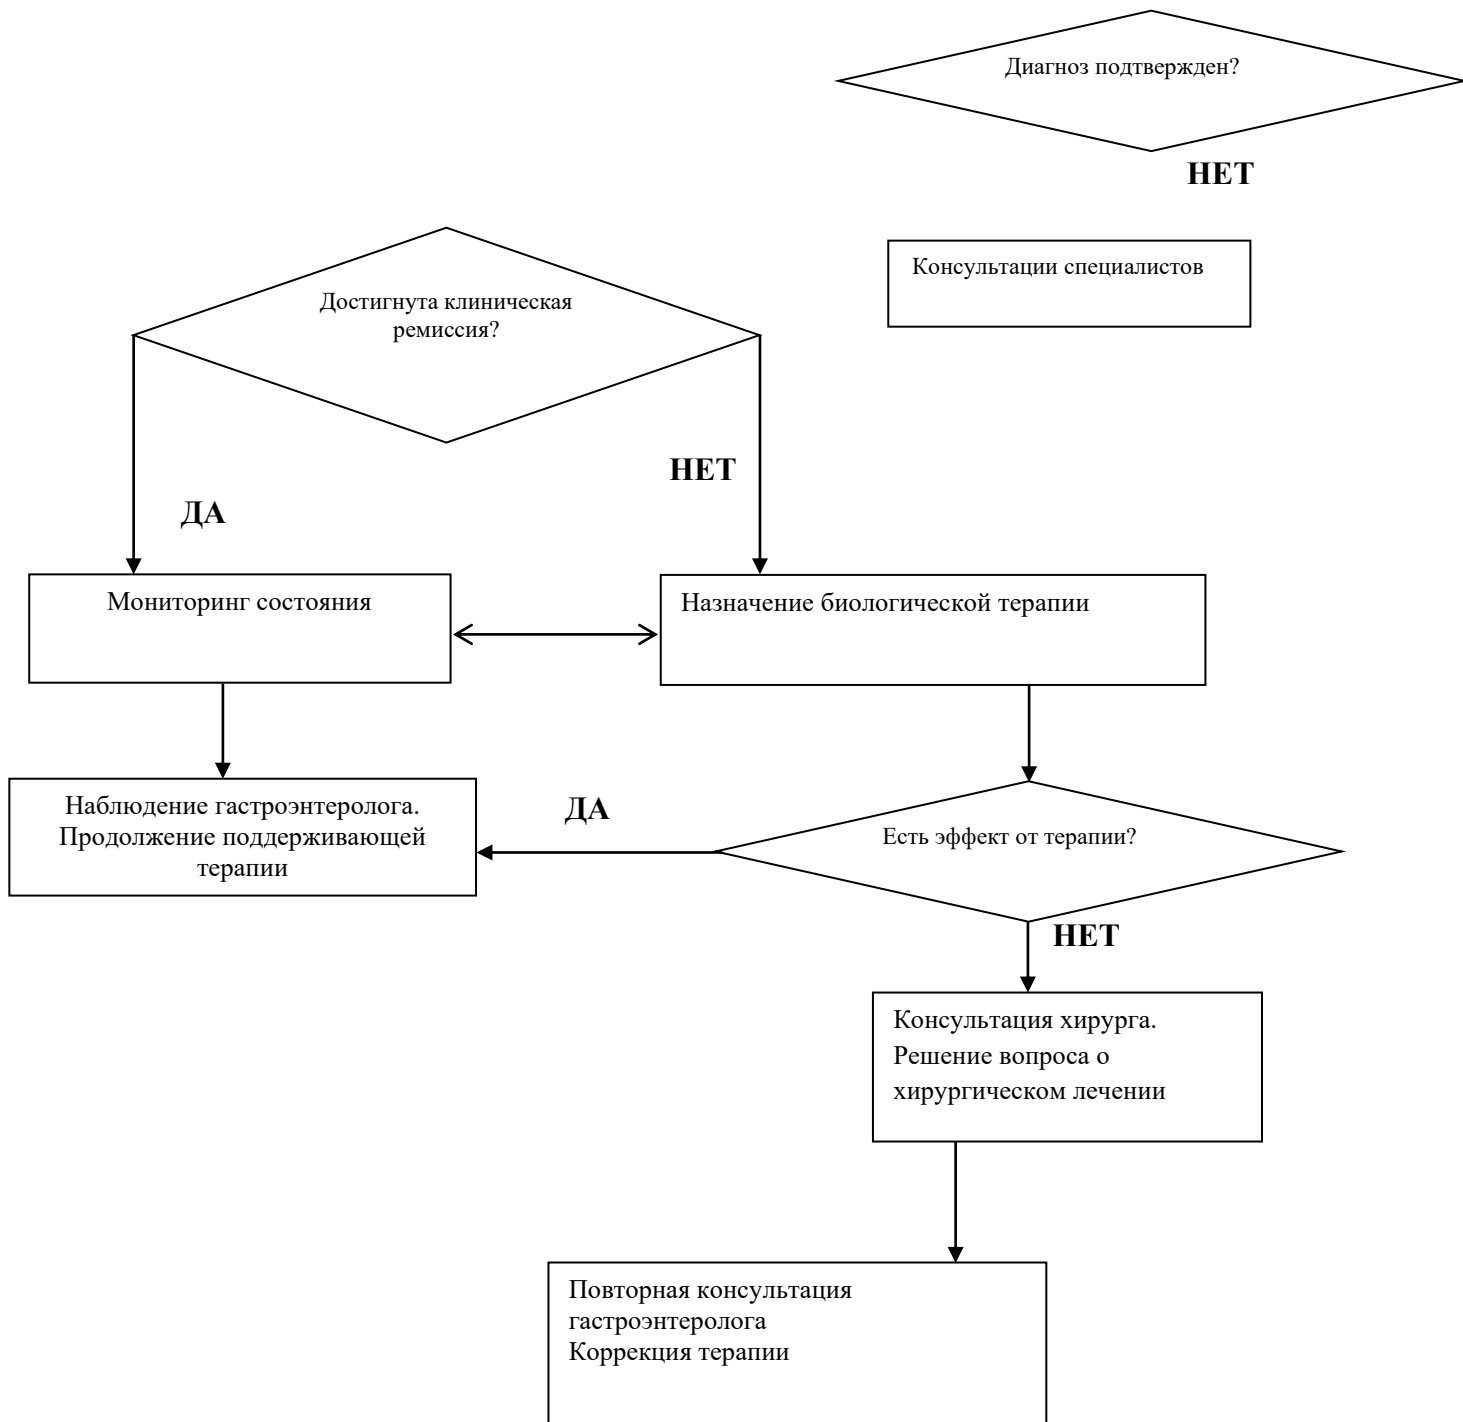 Диагноз подтвержден?
НЕТ
Консультации специалистов
Достигнута клиническая
ремиссия?
НЕТ
ДА
Мониторинг состояния
Назначение биологической терапии
Наблюдение гастроэнтеролога.
Продолжение поддерживающей
терапии
ДА
Есть эффект от терапии?
НЕТ
Консультация хирурга.
Решение вопроса о
хирургическом лечении
Повторная консультация
гастроэнтеролога
Коррекция терапии